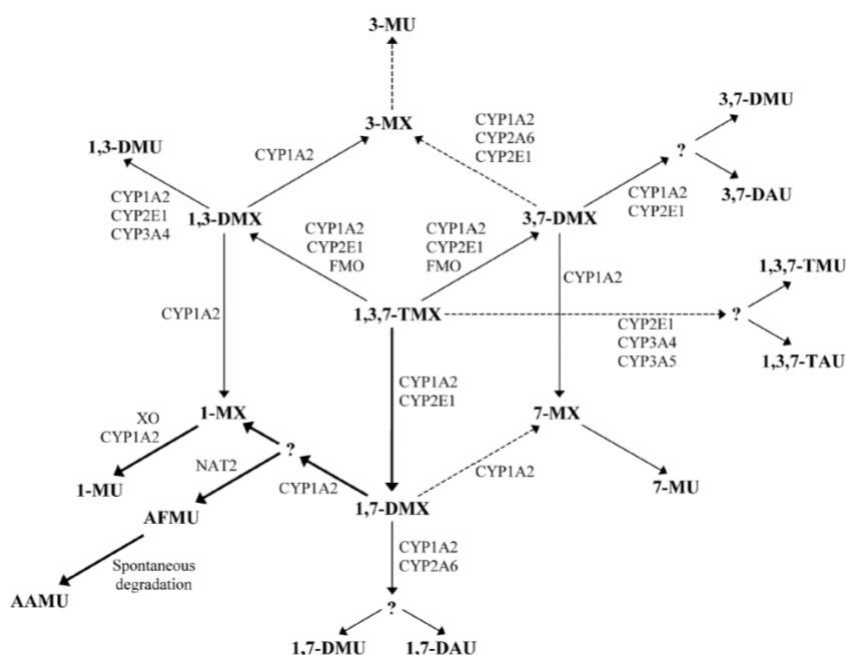 3-MU
3-MX
CYP1A2
CYP2A6
CYP2E1
3,7-DMU
?
3,7-DAU
1,3-DMU
CYP1A2
CYP1A2
CYP2E1
CYP3A4
1,3-DMX
3,7-DMX
CYP1A2
CYP2E1
CYP1A2
CYP2E1
FMO
CYP1A2
CYP2E1
FMO
CYP1A2
CYP1A2
1,3,7-TMX
?
1,3,7-TMU
1,3,7-TAU
CYP2E1
CYP3A4
CYP3A5
CYP1A2
CYP2E1
1-MX
7-MX
XO
CYP1A2
?
NAT2
CYP1A2
CYP1A2
1-MU
7-MU
AFMU
1,7-DMX
Spontaneous
degradation
CYP1A2
CYP2A6
AAMU
?
1,7-DMU
1,7-DAU